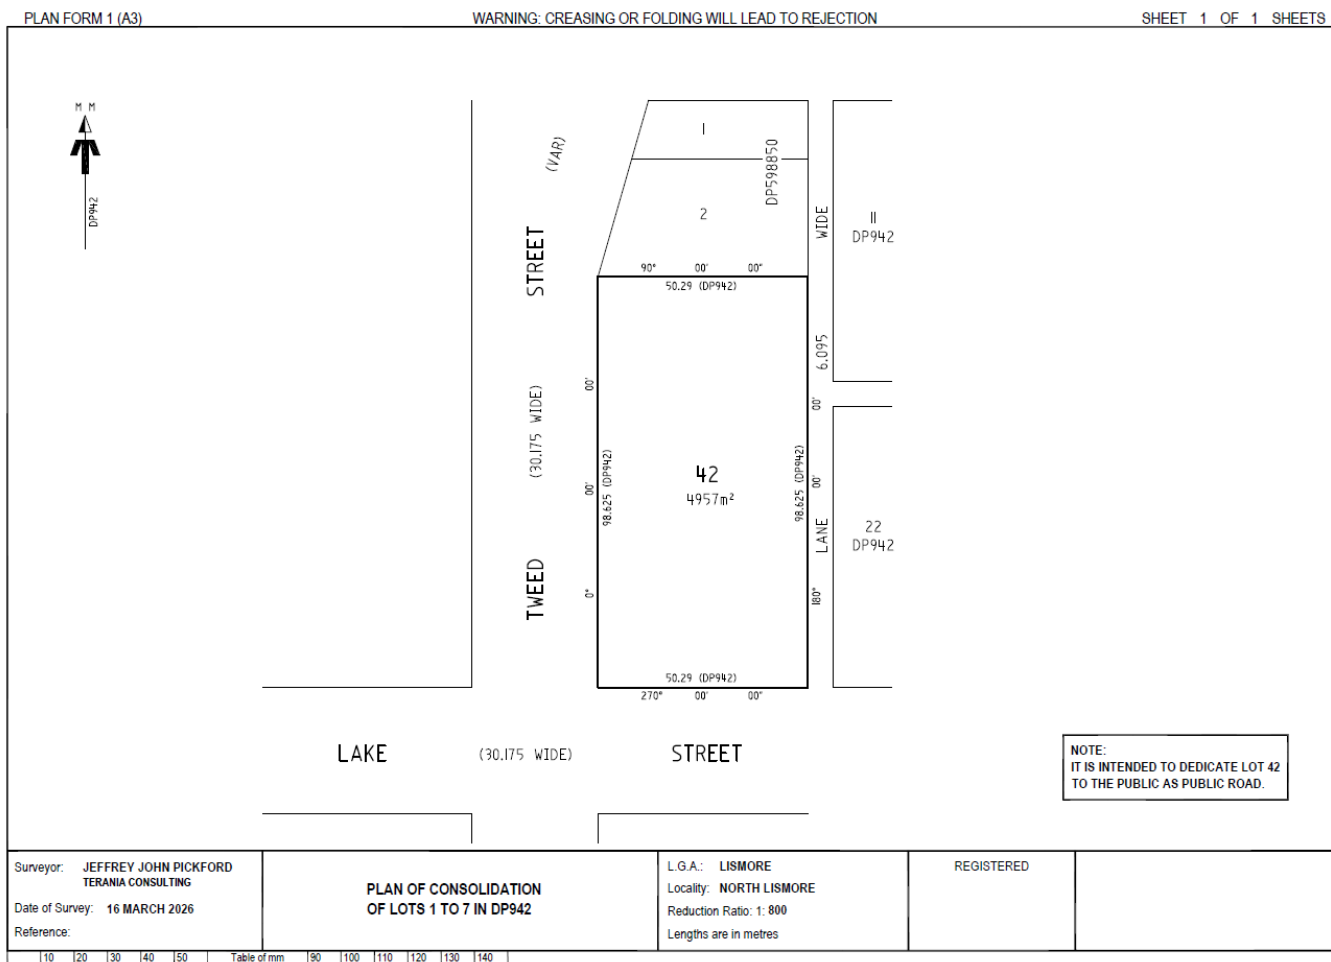 PLAN FORM 1 (A3)
WARNING: CREASING OR FOLDING WILL LEAD TO REJECTION
SHEET 1 OF 1 SHEETS
M M
DP942
(VAR)
STREET
(30.175 WIDE)
TWEED
1
2
DP598850
WIDE
6.095
LANE
11
DP942
22
DP942
90° 00' 00"
50.29 (DP942)
0° 00' 00'
98.625 (DP942)
42
4957m²
98.625 (DP942)
180° 00' 00'
50.29 (DP942)
270° 00' 00"
LAKE (30.175 WIDE) STREET
NOTE:
IT IS INTENDED TO DEDICATE LOT 42
TO THE PUBLIC AS PUBLIC ROAD.
Surveyor: JEFFREY JOHN PICKFORD
TERANIA CONSULTING
Date of Survey: 16 MARCH 2026
Reference:
PLAN OF CONSOLIDATION
OF LOTS 1 TO 7 IN DP942
L.G.A.: LISMORE
Locality: NORTH LISMORE
Reduction Ratio: 1: 800
Lengths are in metres
REGISTERED
10 20 30 40 50 Table of mm 90 100 110 120 130 140